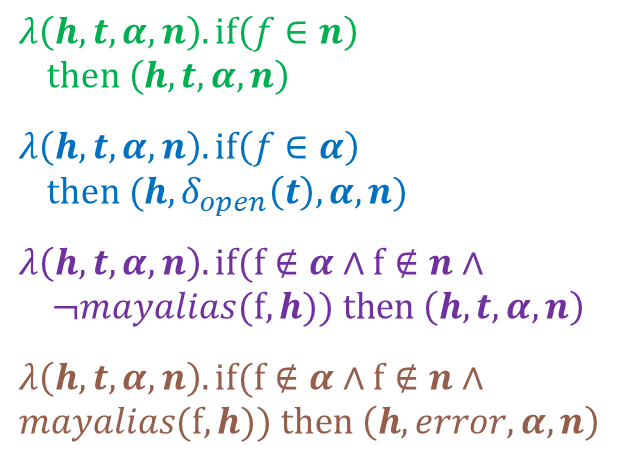 λ(h, t, α, n). if(f ∈ n)
then (h, t, α, n)
λ(h, t, α, n). if(f ∈ α)
then (h, δ_open(t), α, n)
λ(h, t, α, n). if(f ∉ α ∧ f ∉ n ∧
¬mayalias(f, h)) then (h, t, α, n)
λ(h, t, α, n). if(f ∉ α ∧ f ∉ n ∧
mayalias(f, h)) then (h, error, α, n)